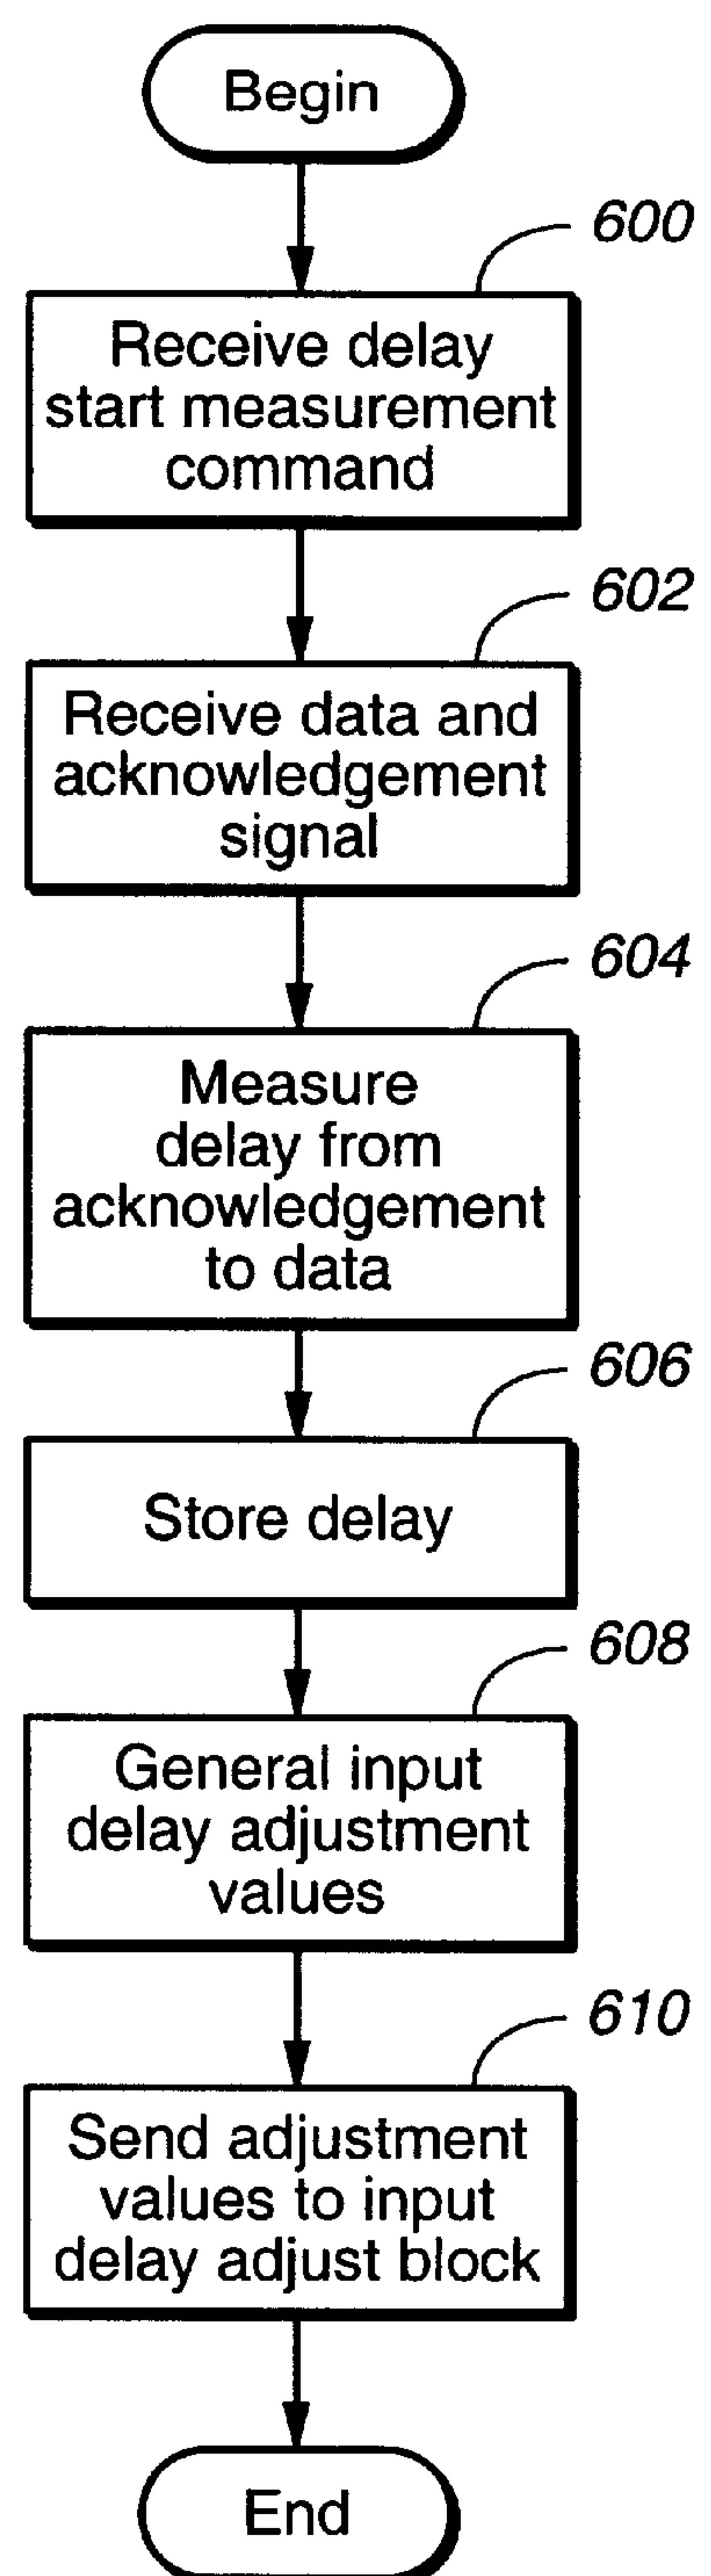 Begin
600
Receive delay
start measurement
command
602
Receive data and
acknowledgement
signal
604
Measure
delay from
acknowledgement
to data
606
Store delay
608
General input
delay adjustment
values
610
Send adjustment
values to input
delay adjust block
End